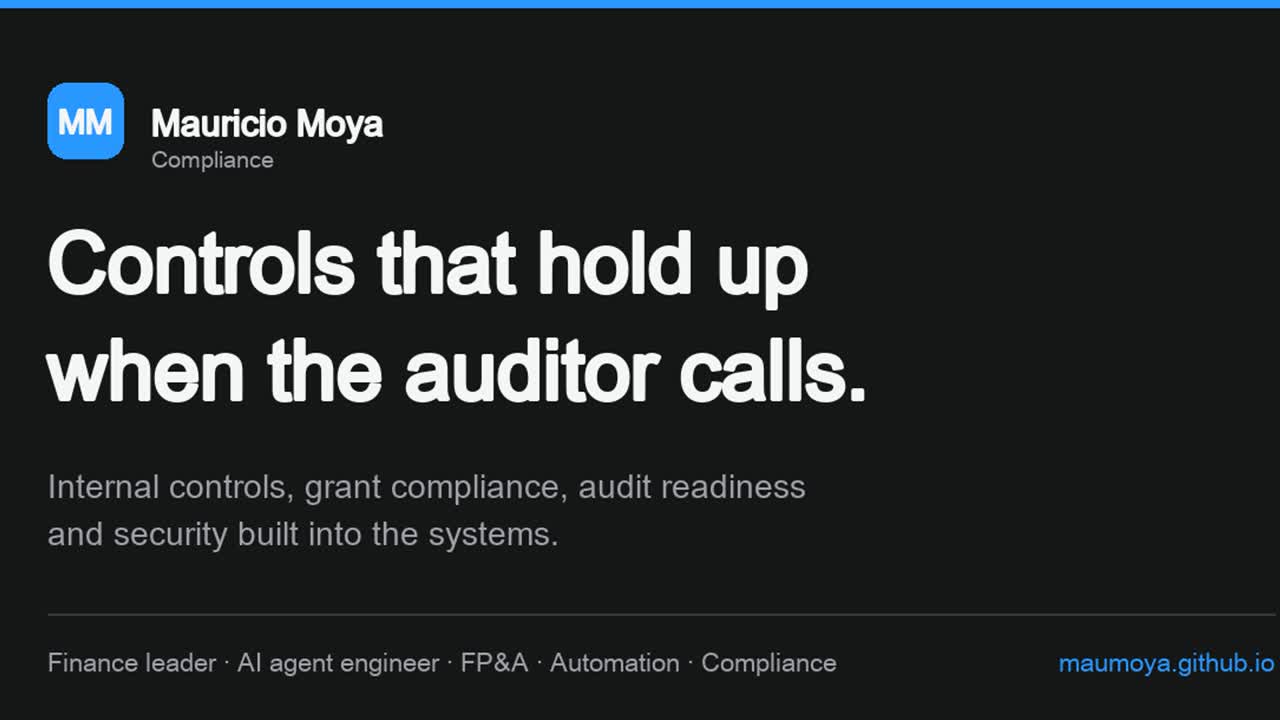 MM
Mauricio Moya
Compliance
Controls that hold up
when the auditor calls.
Internal controls, grant compliance, audit readiness
and security built into the systems.
Finance leader · AI agent engineer · FP&A · Automation · Compliance
maumoya.github.io